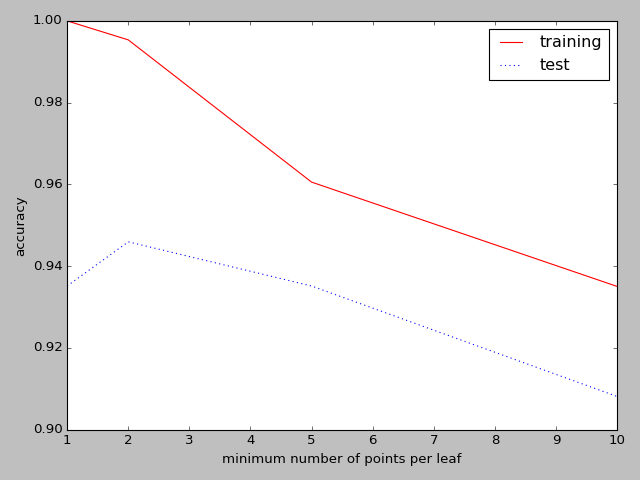 1.00
0.98
0.96
0.94
0.92
0.90
accuracy
training
test
1 2 3 4 5 6 7 8 9 10
minimum number of points per leaf